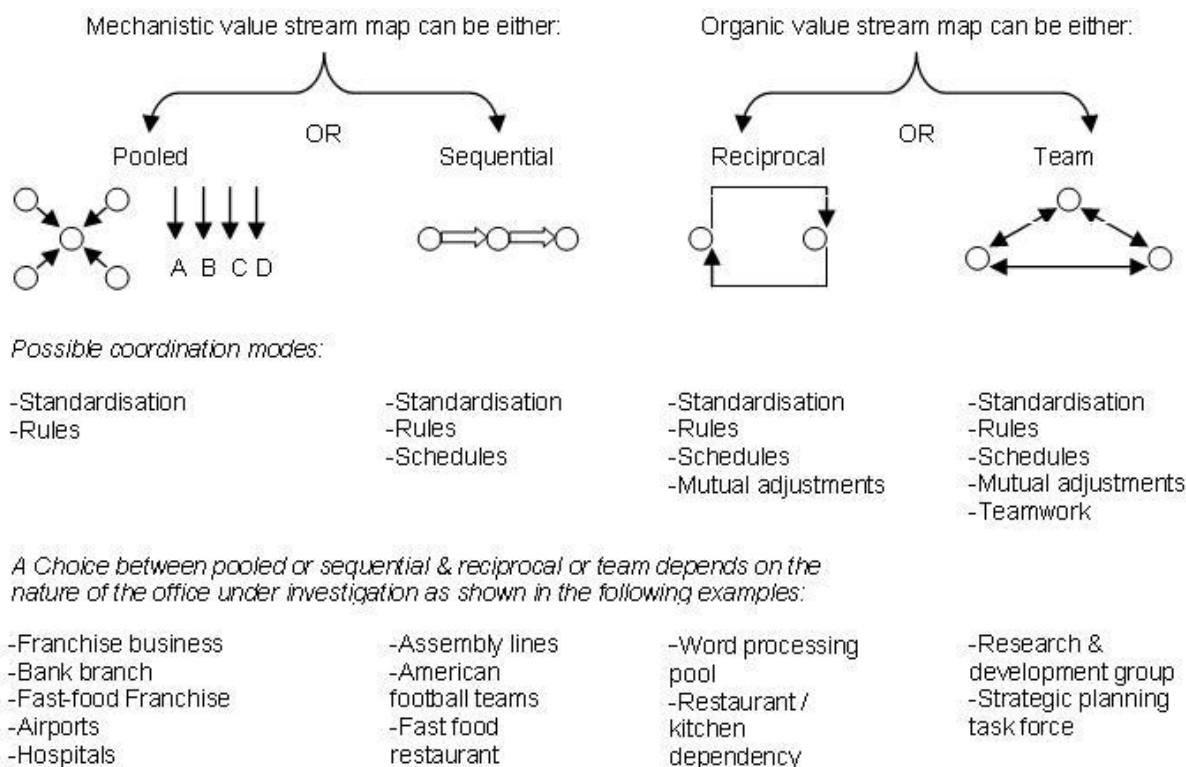 Mechanistic value stream map can be either:
Organic value stream map can be either:
OR
OR
Pooled
Sequential
Reciprocal
Team
A B C D
Possible coordination modes:
-Standardisation
-Rules
-Standardisation
-Rules
-Schedules
-Standardisation
-Rules
-Schedules
-Mutual adjustments
-Standardisation
-Rules
-Schedules
-Mutual adjustments
-Teamwork
A Choice between pooled or sequential & reciprocal or team depends on the
nature of the office under investigation as shown in the following examples:
-Franchise business
-Bank branch
-Fast-food Franchise
-Airports
-Hospitals
-Assembly lines
-American
football teams
-Fast food
restaurant
-Word processing
pool
-Restaurant /
kitchen
dependency
-Research &
development group
-Strategic planning
task force